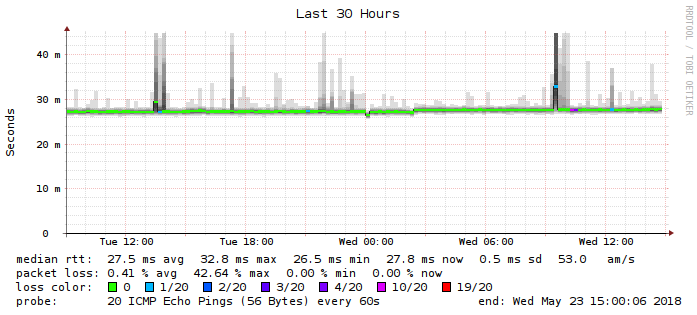 Last 30 Hours
RRDTOOL / TOBI OETIKER
Seconds
40 m
30 m
20 m
10 m
0
Tue 12:00 Tue 18:00 Wed 00:00 Wed 06:00 Wed 12:00
median rtt: 27.5 ms avg 32.8 ms max 26.5 ms min 27.8 ms now 0.5 ms sd 53.0 am/s
packet loss: 0.41 % avg 42.64 % max 0.00 % min 0.00 % now
loss color: 0 1/20 2/20 3/20 4/20 10/20 19/20
probe: 20 ICMP Echo Pings (56 Bytes) every 60s end: Wed May 23 15:00:06 2018